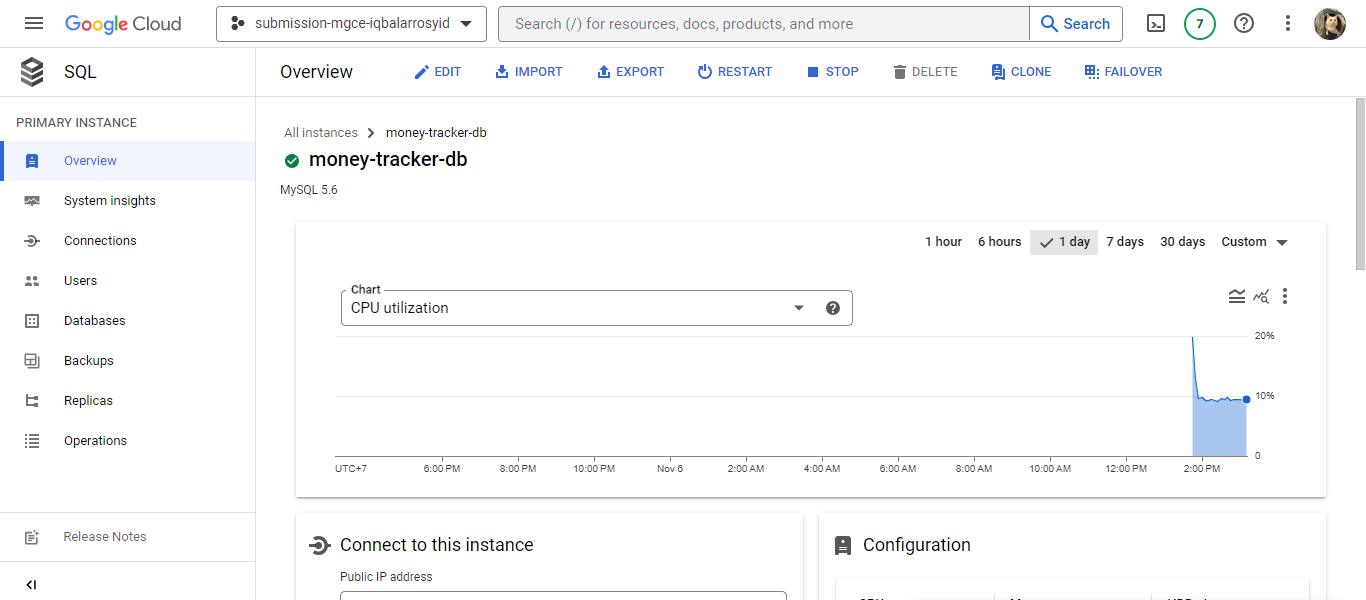 Google Cloud
submission-mgce-iqbalarrosyid
Search (/) for resources, docs, products, and more
Search
7
SQL
Overview
EDIT
IMPORT
EXPORT
RESTART
STOP
DELETE
CLONE
FAILOVER
PRIMARY INSTANCE
Overview
System insights
Connections
Users
Databases
Backups
Replicas
Operations
Release Notes
All instances
money-tracker-db
money-tracker-db
MySQL 5.6
1 hour
6 hours
1 day
7 days
30 days
Custom
Chart
CPU utilization
20%
10%
0
UTC+7
6:00 PM
8:00 PM
10:00 PM
Nov 6
2:00 AM
4:00 AM
6:00 AM
8:00 AM
10:00 AM
12:00 PM
2:00 PM
Connect to this instance
Public IP address
Configuration